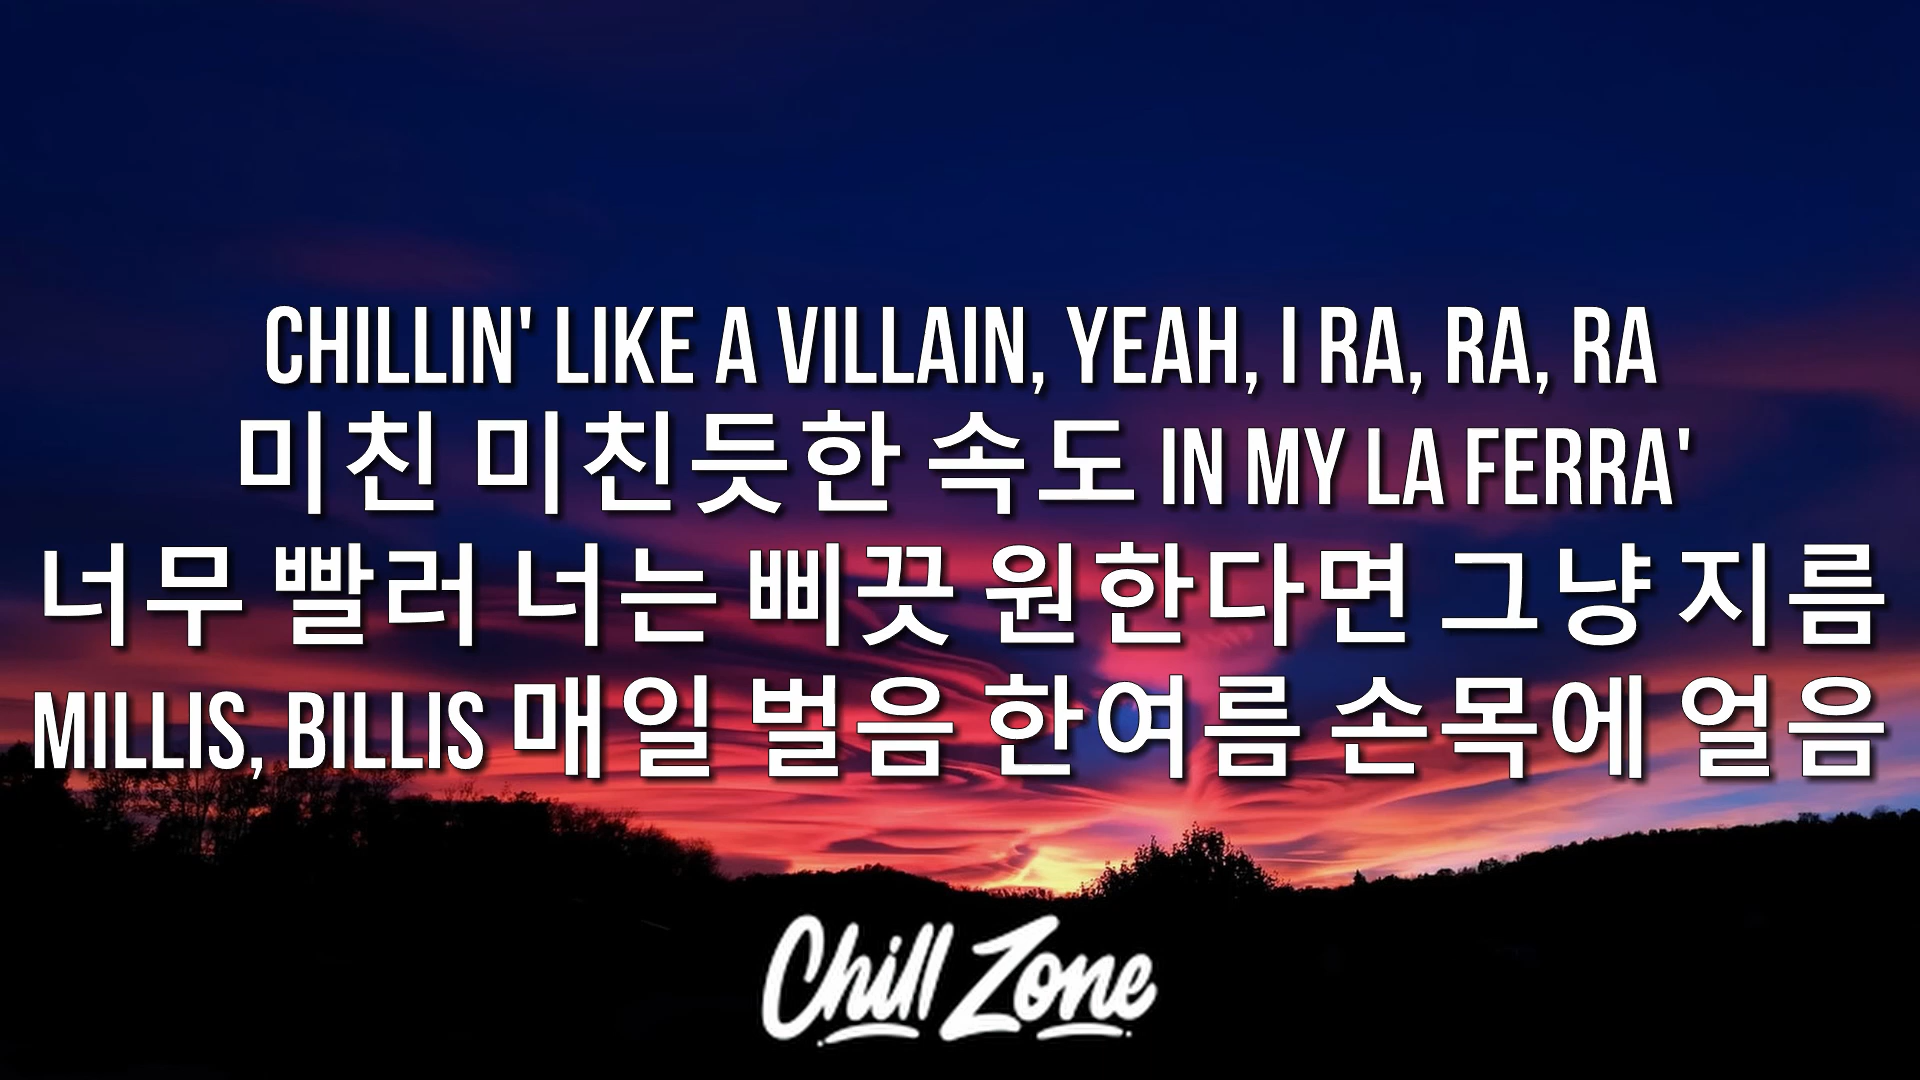 CHILLIN' LIKE A VILLAIN, YEAH, I RA, RA, RA
미친 미친듯한 속도 IN MY LA FERRA'
너무 빨러 너는 삐끗 원한다면 그냥 지름
MILLIS, BILLIS 매일 벌음 한여름 손목에 얼음
Chill Zone